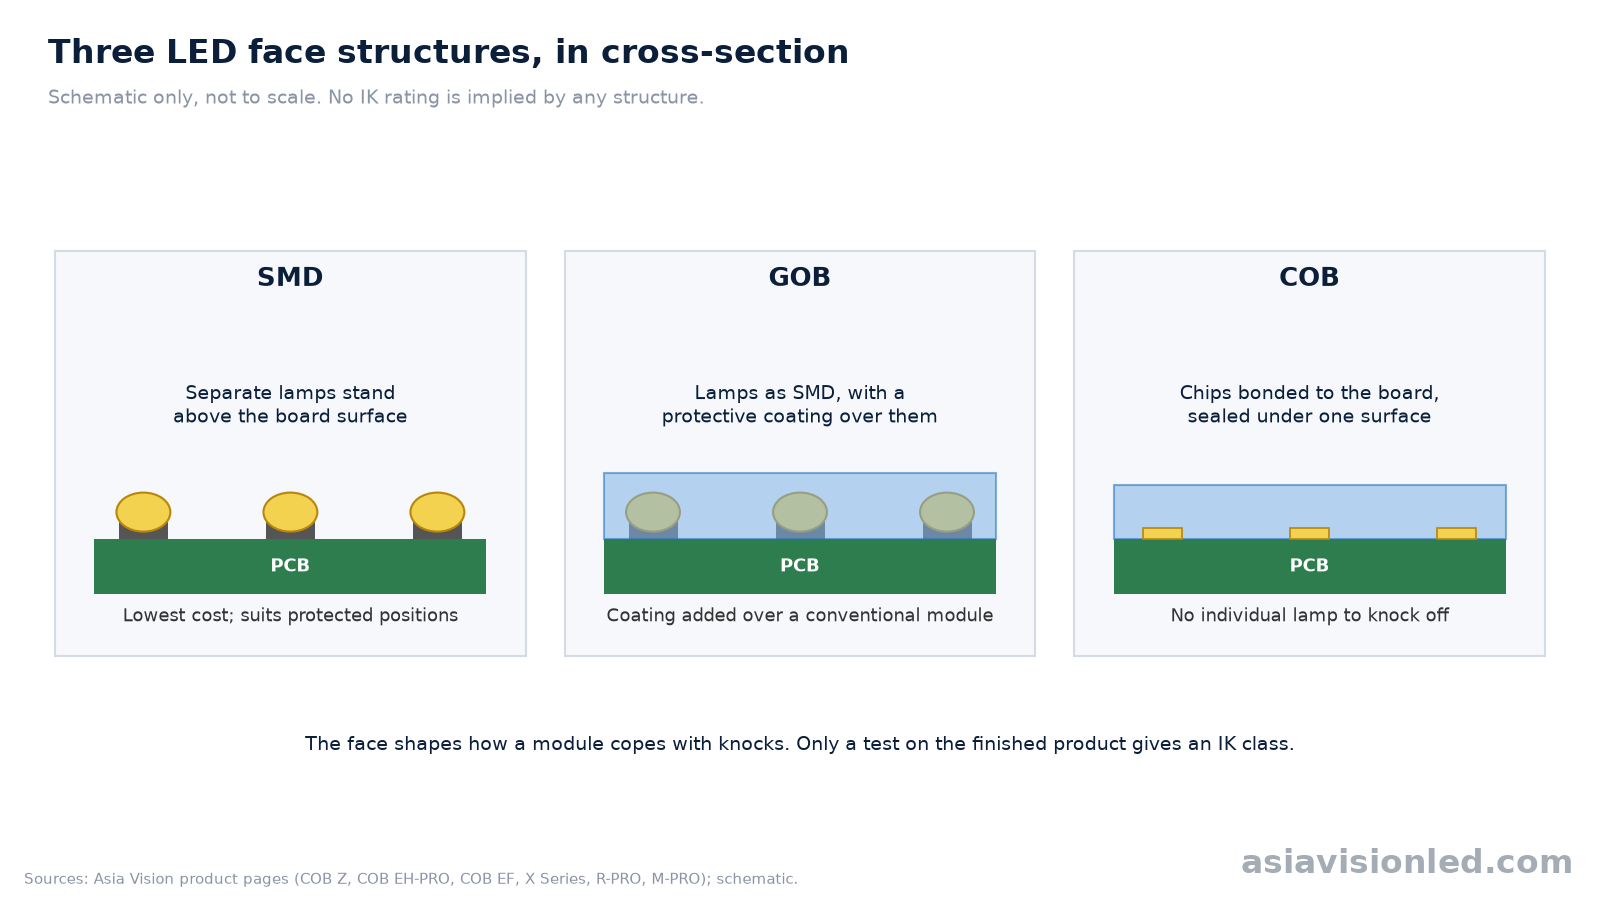 Three LED face structures, in cross-section
Schematic only, not to scale. No IK rating is implied by any structure.
SMD
Separate lamps stand
above the board surface
PCB
Lowest cost; suits protected positions
GOB
Lamps as SMD, with a
protective coating over them
PCB
Coating added over a conventional module
COB
Chips bonded to the board,
sealed under one surface
PCB
No individual lamp to knock off
The face shapes how a module copes with knocks. Only a test on the finished product gives an IK class.
asiavisionled.com
Sources: Asia Vision product pages (COB Z, COB EH-PRO, COB EF, X Series, R-PRO, M-PRO); schematic.